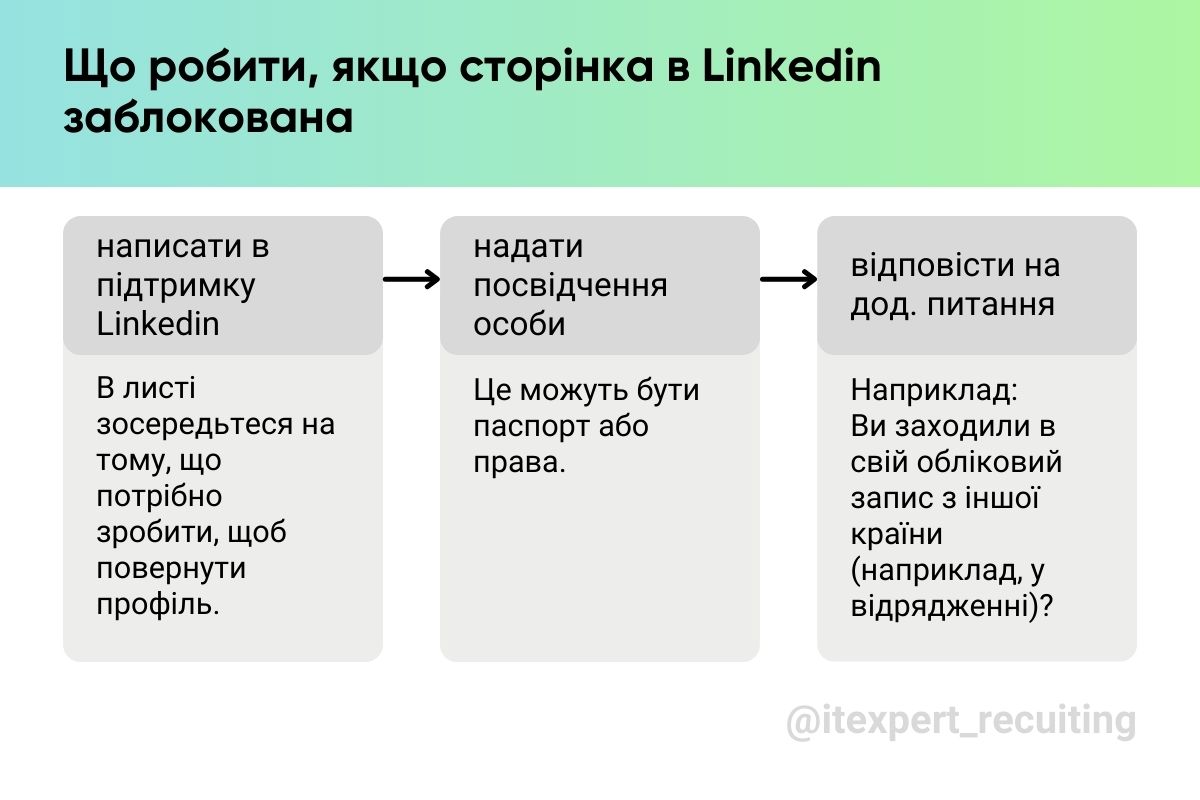 Що робити, якщо сторінка в Linkedin
заблокована
написати в
підтримку
Linkedin
В листі
зосередьтеся на
тому, що
потрібно
зробити, щоб
повернути
профіль.
надати
посвідчення
особи
Це можуть бути
паспорт або
права.
відповісти на
дод. питання
Наприклад:
Ви заходили в
свій обліковий
запис з іншої
країни
(наприклад, у
відрядженні)?
@itexpert_recuiting